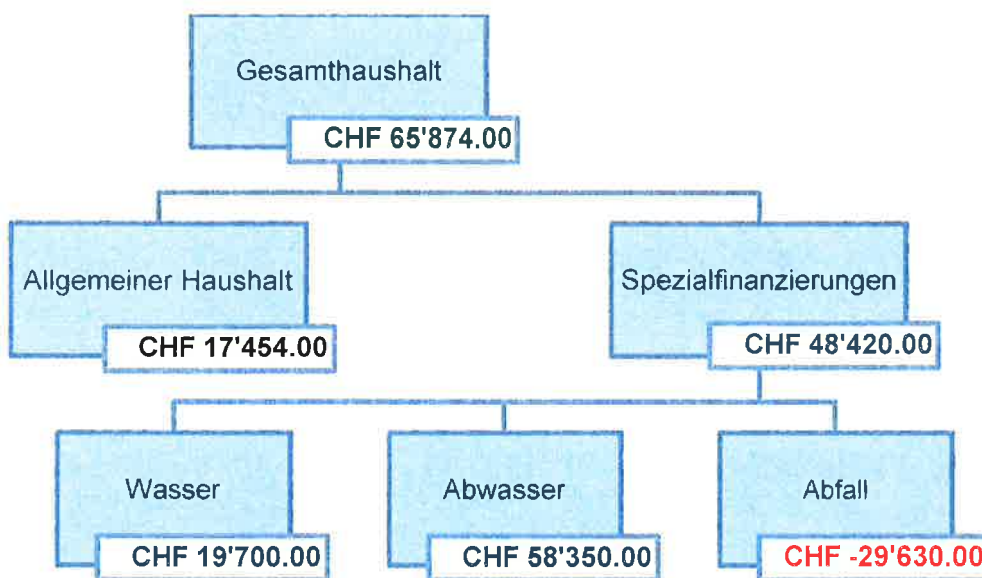 Gesamthaushalt
CHF 65'874.00
Allgemeiner Haushalt
CHF 17'454.00
Spezialfinanzierungen
CHF 48'420.00
Wasser
CHF 19'700.00
Abwasser
CHF 58'350.00
Abfall
CHF -29'630.00